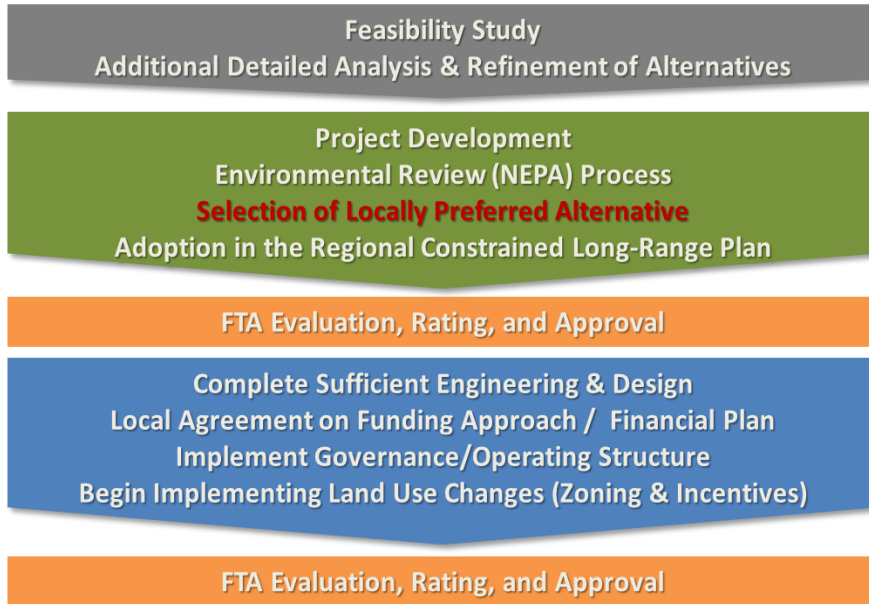 Feasibility Study
Additional Detailed Analysis & Refinement of Alternatives
Project Development
Environmental Review (NEPA) Process
Selection of Locally Preferred Alternative
Adoption in the Regional Constrained Long-Range Plan
FTA Evaluation, Rating, and Approval
Complete Sufficient Engineering & Design
Local Agreement on Funding Approach / Financial Plan
Implement Governance/Operating Structure
Begin Implementing Land Use Changes (Zoning & Incentives)
FTA Evaluation, Rating, and Approval